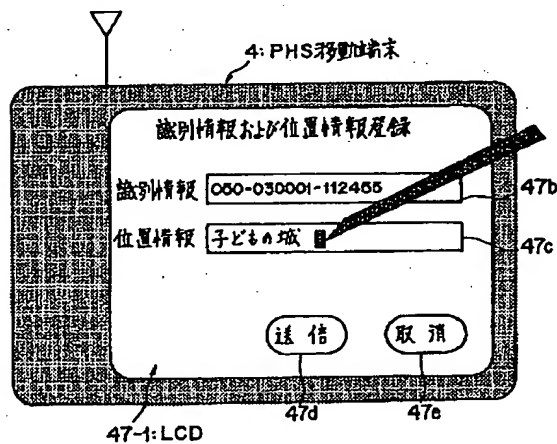 4:PHS移動端末
識別情報および位置情報登録
識別情報 050-030001-112455 47b
位置情報 子どもの城 47c
送信 取消
47d 47e
47-1:LCD